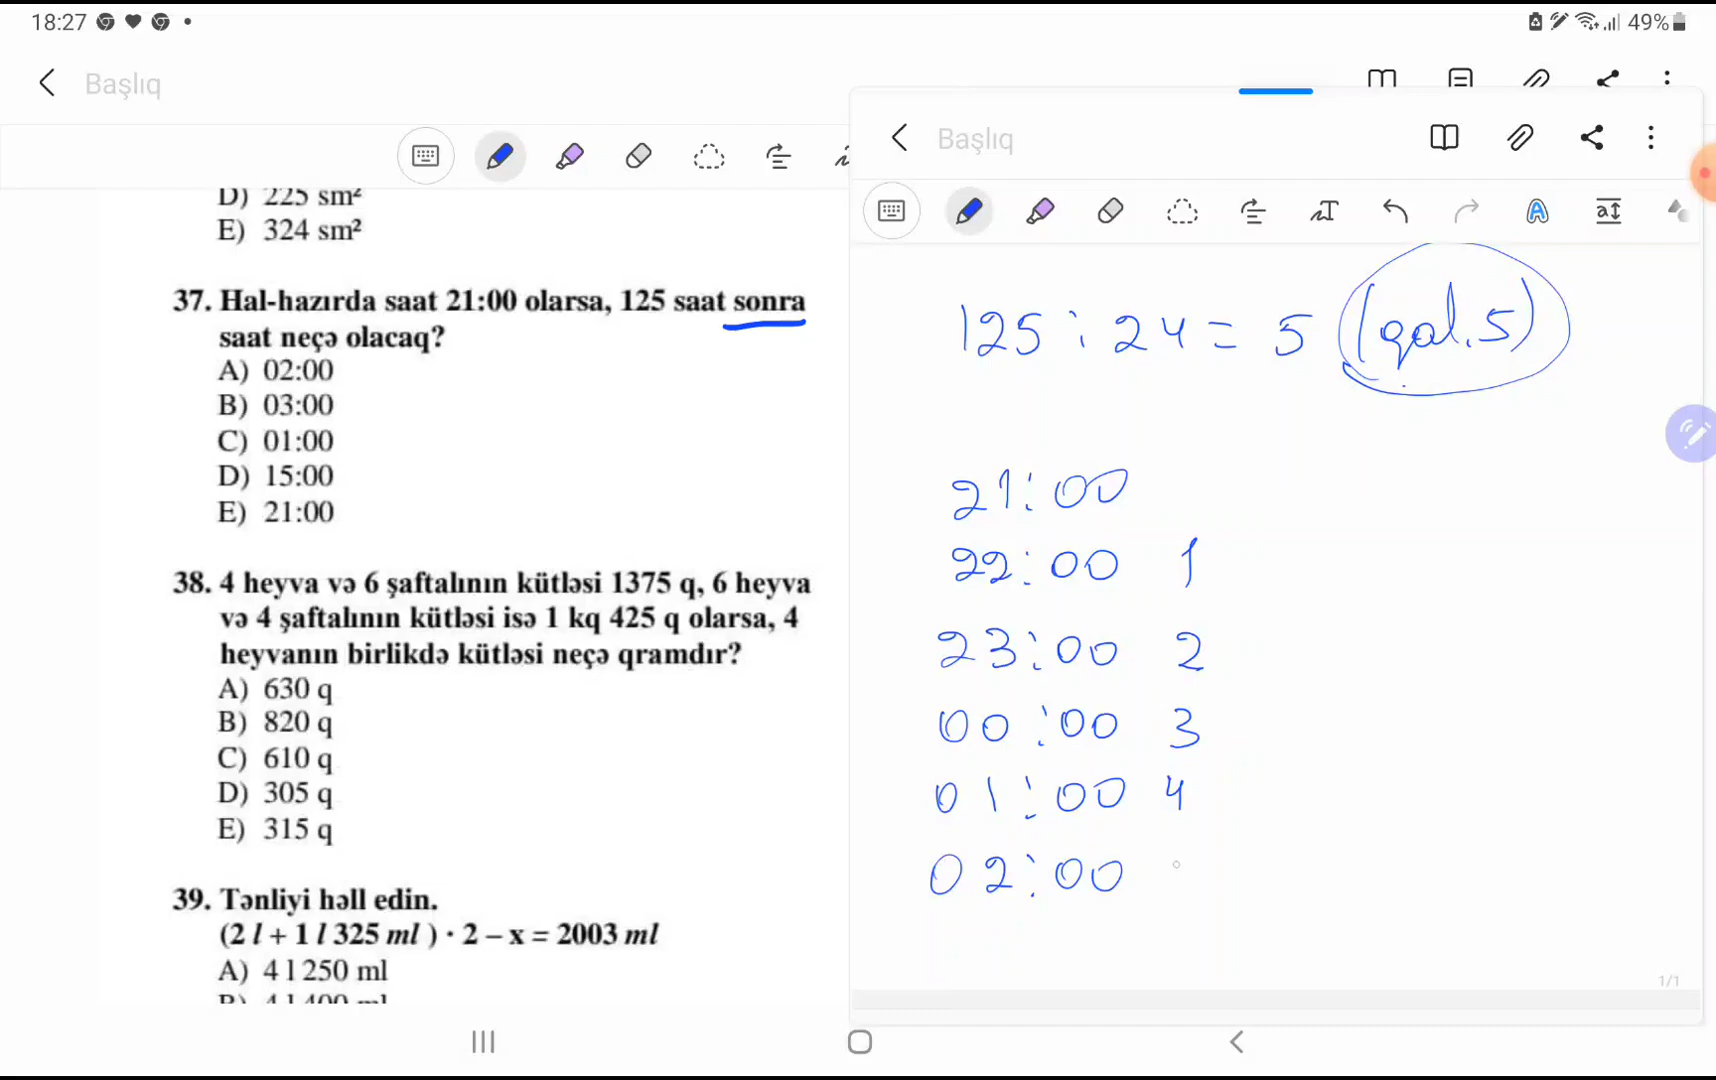 18:27
49%
Başlıq
D) 225 sm²
E) 324 sm²
37. Hal-hazırda saat 21:00 olarsa, 125 saat sonra
saat neçə olacaq?
A) 02:00
B) 03:00
C) 01:00
D) 15:00
E) 21:00
38. 4 heyva və 6 şaftalının kütləsi 1375 q, 6 heyva
və 4 şaftalının kütləsi isə 1 kq 425 q olarsa, 4
heyvanın birlikdə kütləsi neçə qramdır?
A) 630 q
B) 820 q
C) 610 q
D) 305 q
E) 315 q
39. Tənliyi həll edin.
(2 l + 1 l 325 ml ) · 2 – x = 2003 ml
A) 4 l 250 ml
B) 4 l 400 ml
Başlıq
125 : 24 = 5 (qal. 5)
21:00
22:00 1
23:00 2
00:00 3
01:00 4
02:00
1/1